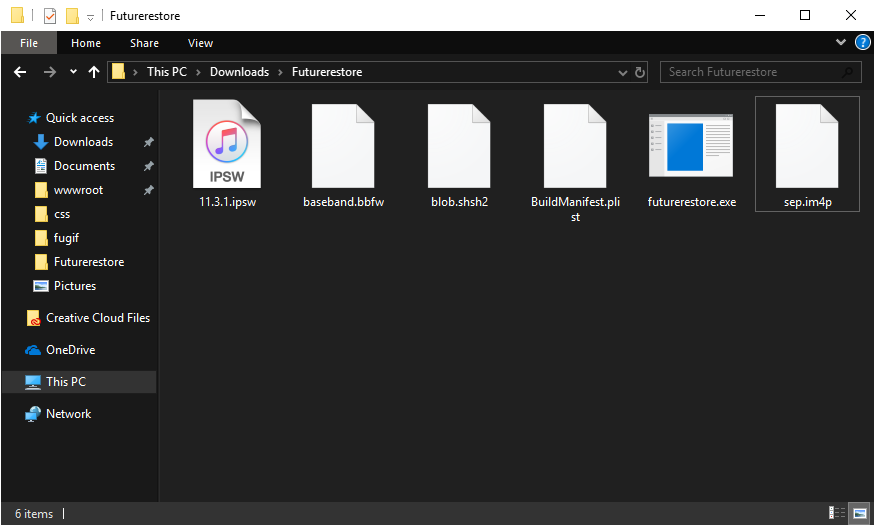 Futurerestore
File Home Share View
This PC Downloads Futurerestore
Search Futurerestore
Quick access
Downloads
Documents
wwwroot
css
fugif
Futurerestore
Pictures
Creative Cloud Files
OneDrive
This PC
Network
IPSW
11.3.1.ipsw
baseband.bbfw
blob.shsh2
BuildManifest.pli
st
futurerestore.exe
sep.im4p
6 items